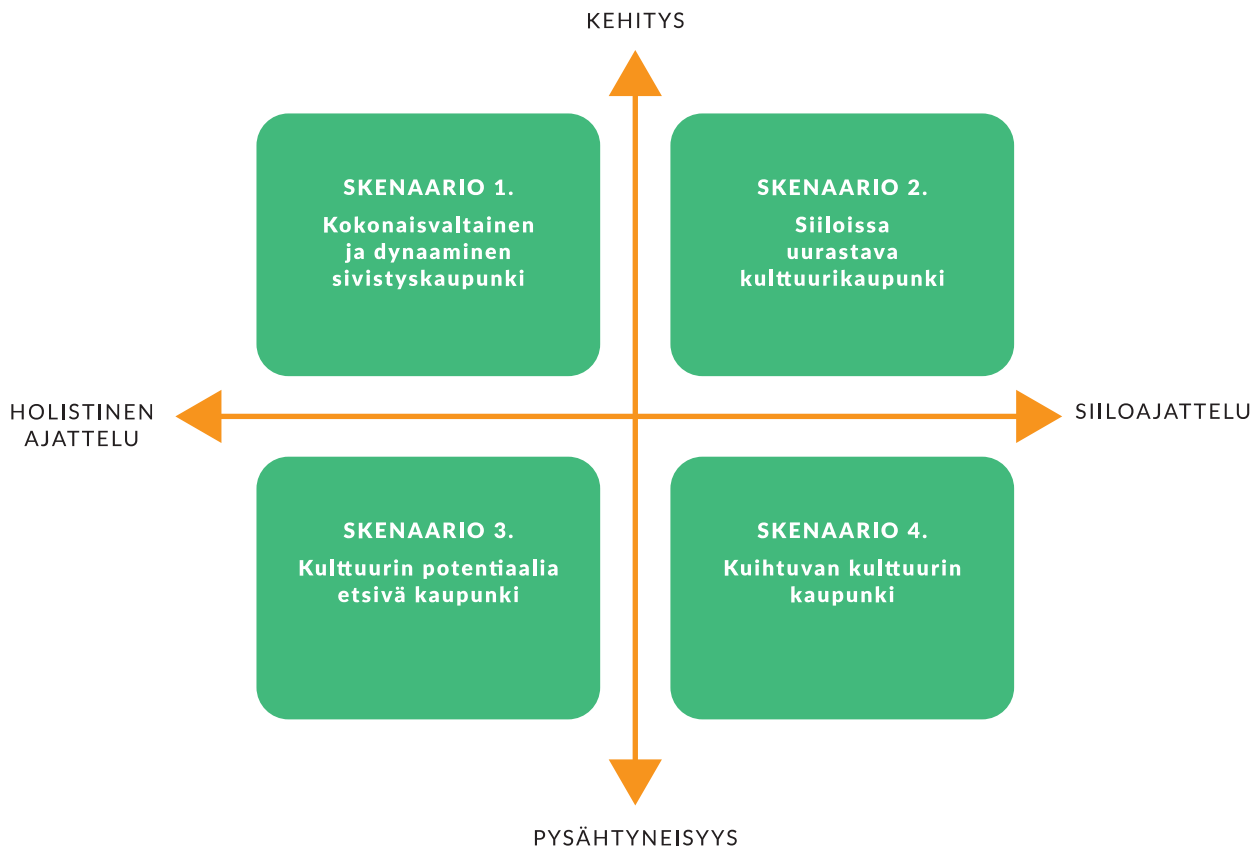 KEHITYS
SKENAARIO 1.
Kokonaisvaltainen
ja dynaaminen
sivistyskaupunki
SKENAARIO 2.
Siiloissa
uurastava
kulttuurikaupunki
HOLISTINEN
AJATTELU
SIILOAJATTELU
SKENAARIO 3.
Kulttuurin potentiaalia
etsivä kaupunki
SKENAARIO 4.
Kuihtuvan kulttuurin
kaupunki
PYSÄHTYNEISYYS